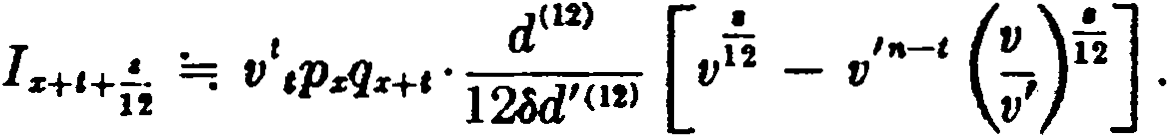 $I_{x+t+\frac{s}{12}} \doteqdot v^{t} {}_{t}p_{x} q_{x+t} \cdot \frac{d^{(12)}}{12\delta d'^{(12)}} \left[ v^{\frac{s}{12}} - v'^{n-t} \left( \frac{v}{v'} \right)^{\frac{s}{12}} \right].$